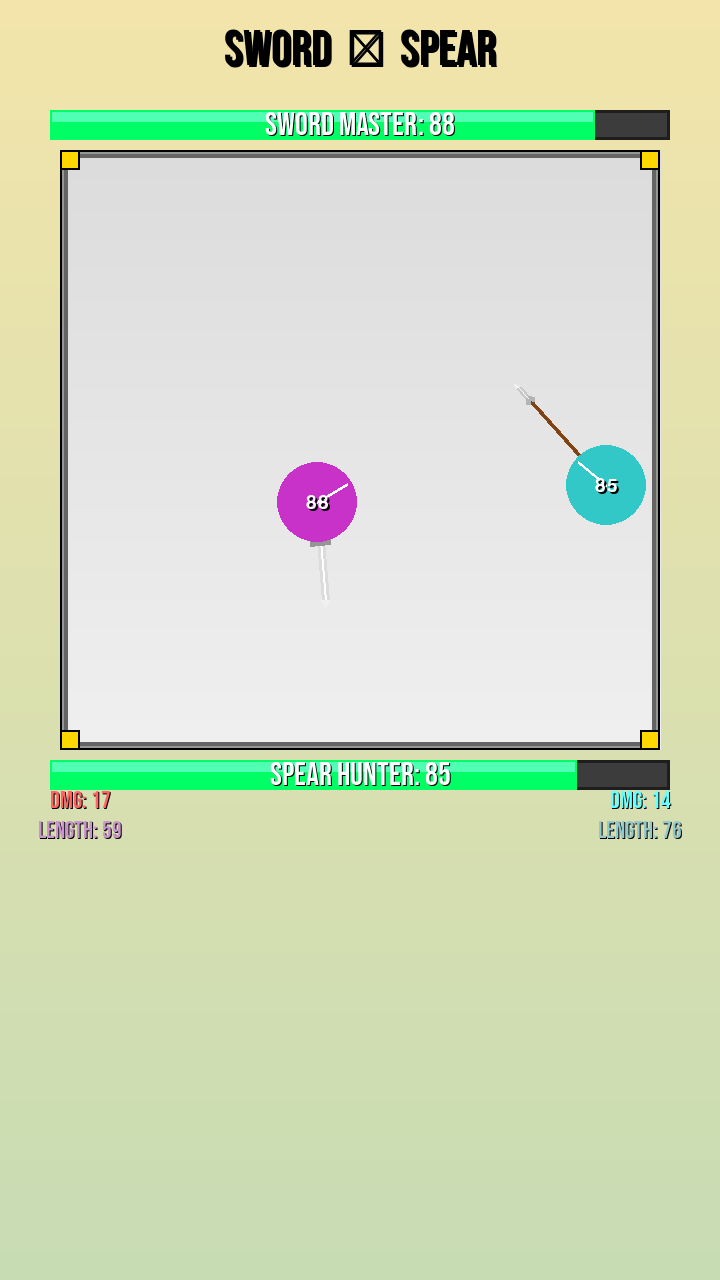 SWORD SPEAR
SWORD MASTER: 88
88
85
SPEAR HUNTER: 85
DMG: 17
DMG: 14
LENGTH: 59
LENGTH: 76